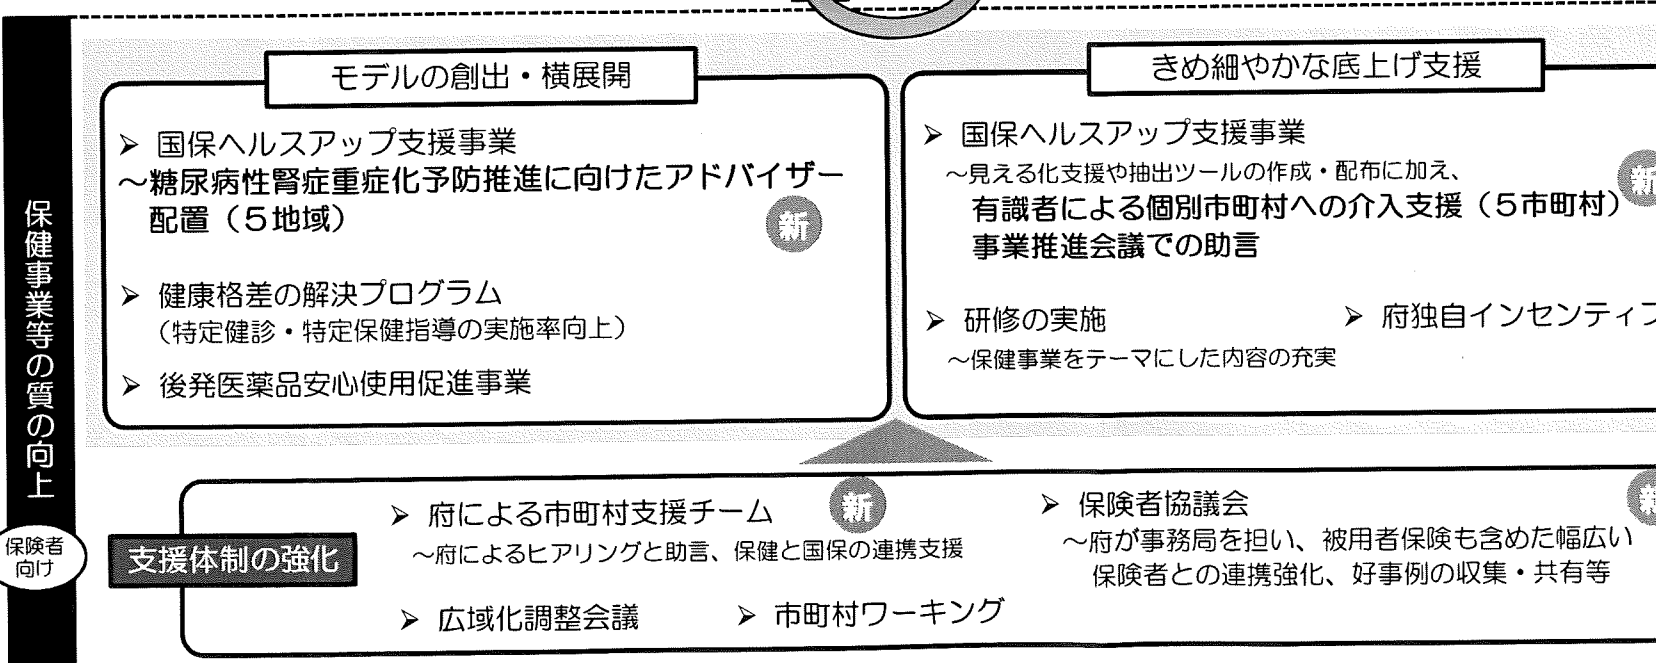 保健事業等の質の向上
保険者
向け
モデルの創出・横展開
➢ 国保ヘルスアップ支援事業
～糖尿病性腎症重症化予防推進に向けたアドバイザー
配置（５地域）
新
➢ 健康格差の解決プログラム
（特定健診・特定保健指導の実施率向上）
➢ 後発医薬品安心使用促進事業
きめ細やかな底上げ支援
➢ 国保ヘルスアップ支援事業
～見える化支援や抽出ツールの作成・配布に加え、
新
有識者による個別市町村への介入支援（５市町村）
事業推進会議での助言
➢ 研修の実施
～保健事業をテーマにした内容の充実
➢ 府独自インセンティブ
支援体制の強化
➢ 府による市町村支援チーム
新
～府によるヒアリングと助言、保健と国保の連携支援
➢ 広域化調整会議
➢ 市町村ワーキング
➢ 保険者協議会
新
～府が事務局を担い、被用者保険も含めた幅広い
保険者との連携強化、好事例の収集・共有等